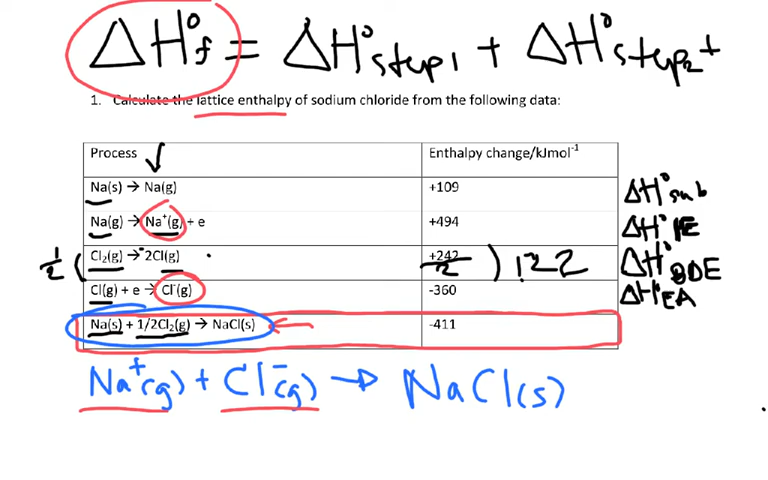 ΔH°f = ΔH°step1 + ΔH°step2 +
1. Calculate the lattice enthalpy of sodium chloride from the following data:
Process Enthalpy change/kJmol⁻¹
Na(s) → Na(g) +109 ΔH°sub
Na(g) → Na⁺(g) + e +494 ΔH°IE
½ ( Cl₂(g) → 2Cl(g) +242/2 ) 122 ΔH°BDE
Cl(g) + e → Cl⁻(g) -360 ΔH°EA
Na(s) + 1/2Cl₂(g) → NaCl(s) -411
Na⁺(g) + Cl⁻(g) → NaCl(s)